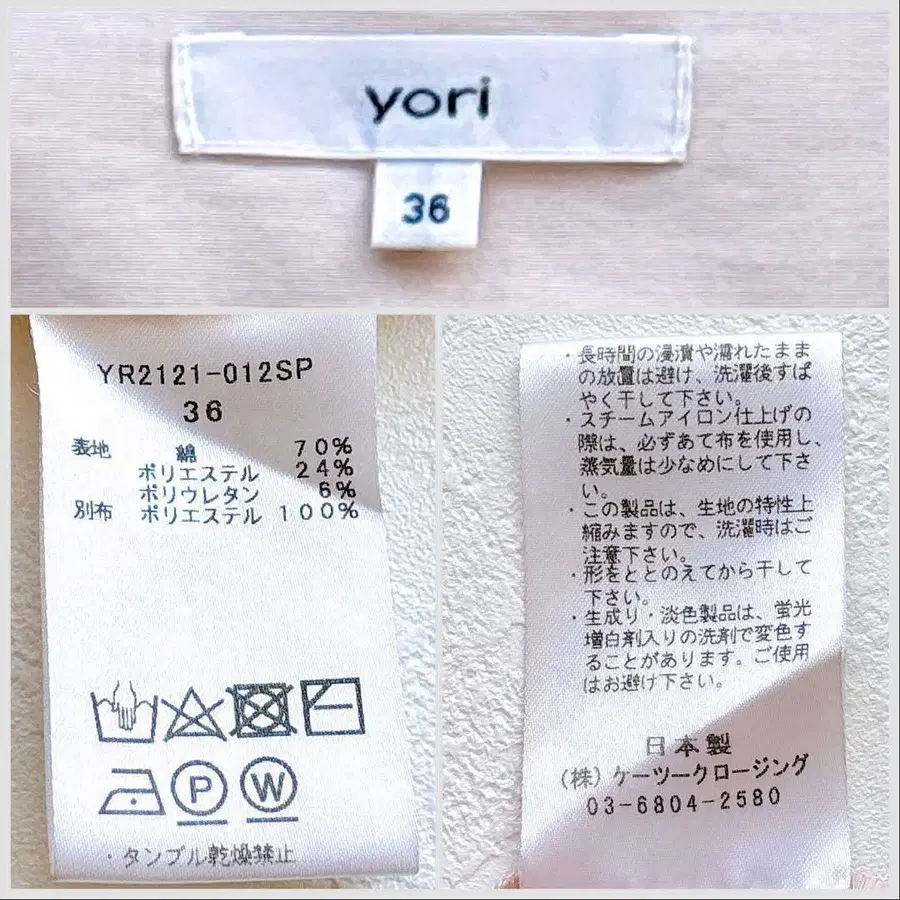 yori
36
YR2121-012SP
36
表地 綿 70%
ポリエステル 24%
ポリウレタン 6%
別布 ポリエステル 100%
P
W
・タンブル乾燥禁止
・長時間の浸漬や濡れたまま
の放置は避け、洗濯後すば
やく干して下さい。
・スチームアイロン仕上げの
際は、必ずあて布を使用し、
蒸気量は少なめにして下さ
い。
・この製品は、生地の特性上
縮みますので、洗濯時はご
注意下さい。
・形をととのえてから干して
下さい。
・生成り・淡色製品は、蛍光
増白剤入りの洗剤で変色す
ることがあります。ご使用
はお避け下さい。
日本製
(株)ケーツークロージング
03-6804-2580